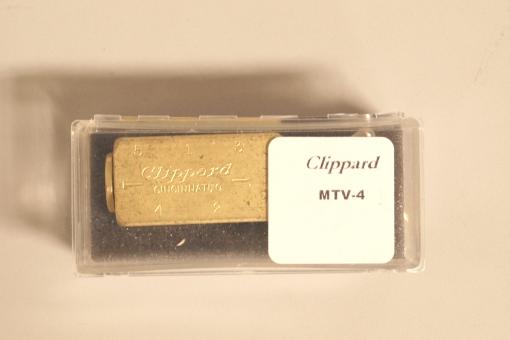 5 1 3
Clippard
CINCINNATI, O
4 2
Clippard
MTV-4